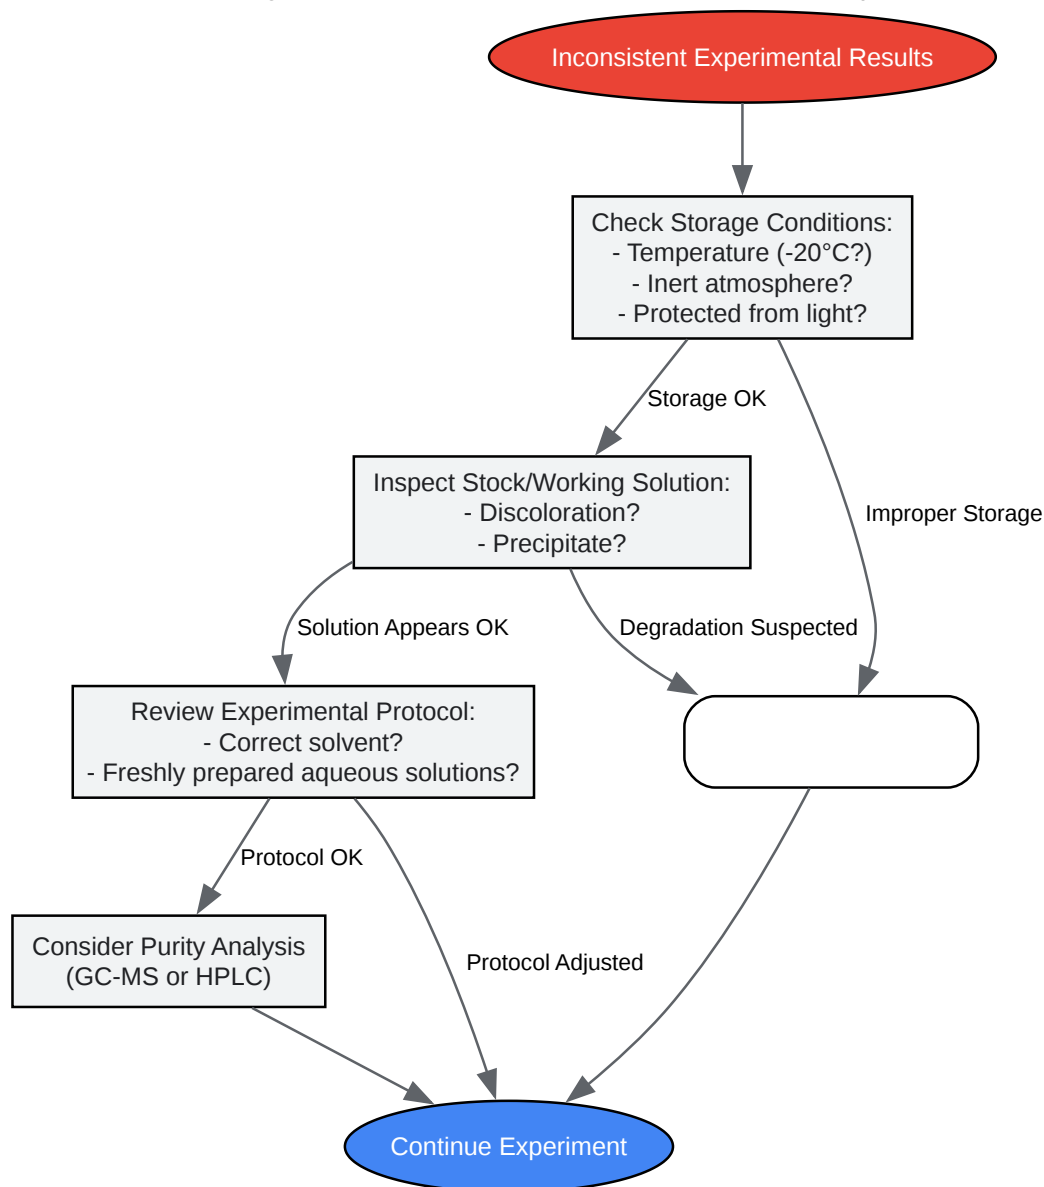 Inconsistent Experimental Results
Check Storage Conditions:
- Temperature (-20°C?)
- Inert atmosphere?
- Protected from light?
Storage OK
Improper Storage
Inspect Stock/Working Solution:
- Discoloration?
- Precipitate?
Solution Appears OK
Degradation Suspected
Review Experimental Protocol:
- Correct solvent?
- Freshly prepared aqueous solutions?
Protocol OK
Protocol Adjusted
Consider Purity Analysis
(GC-MS or HPLC)
Continue Experiment